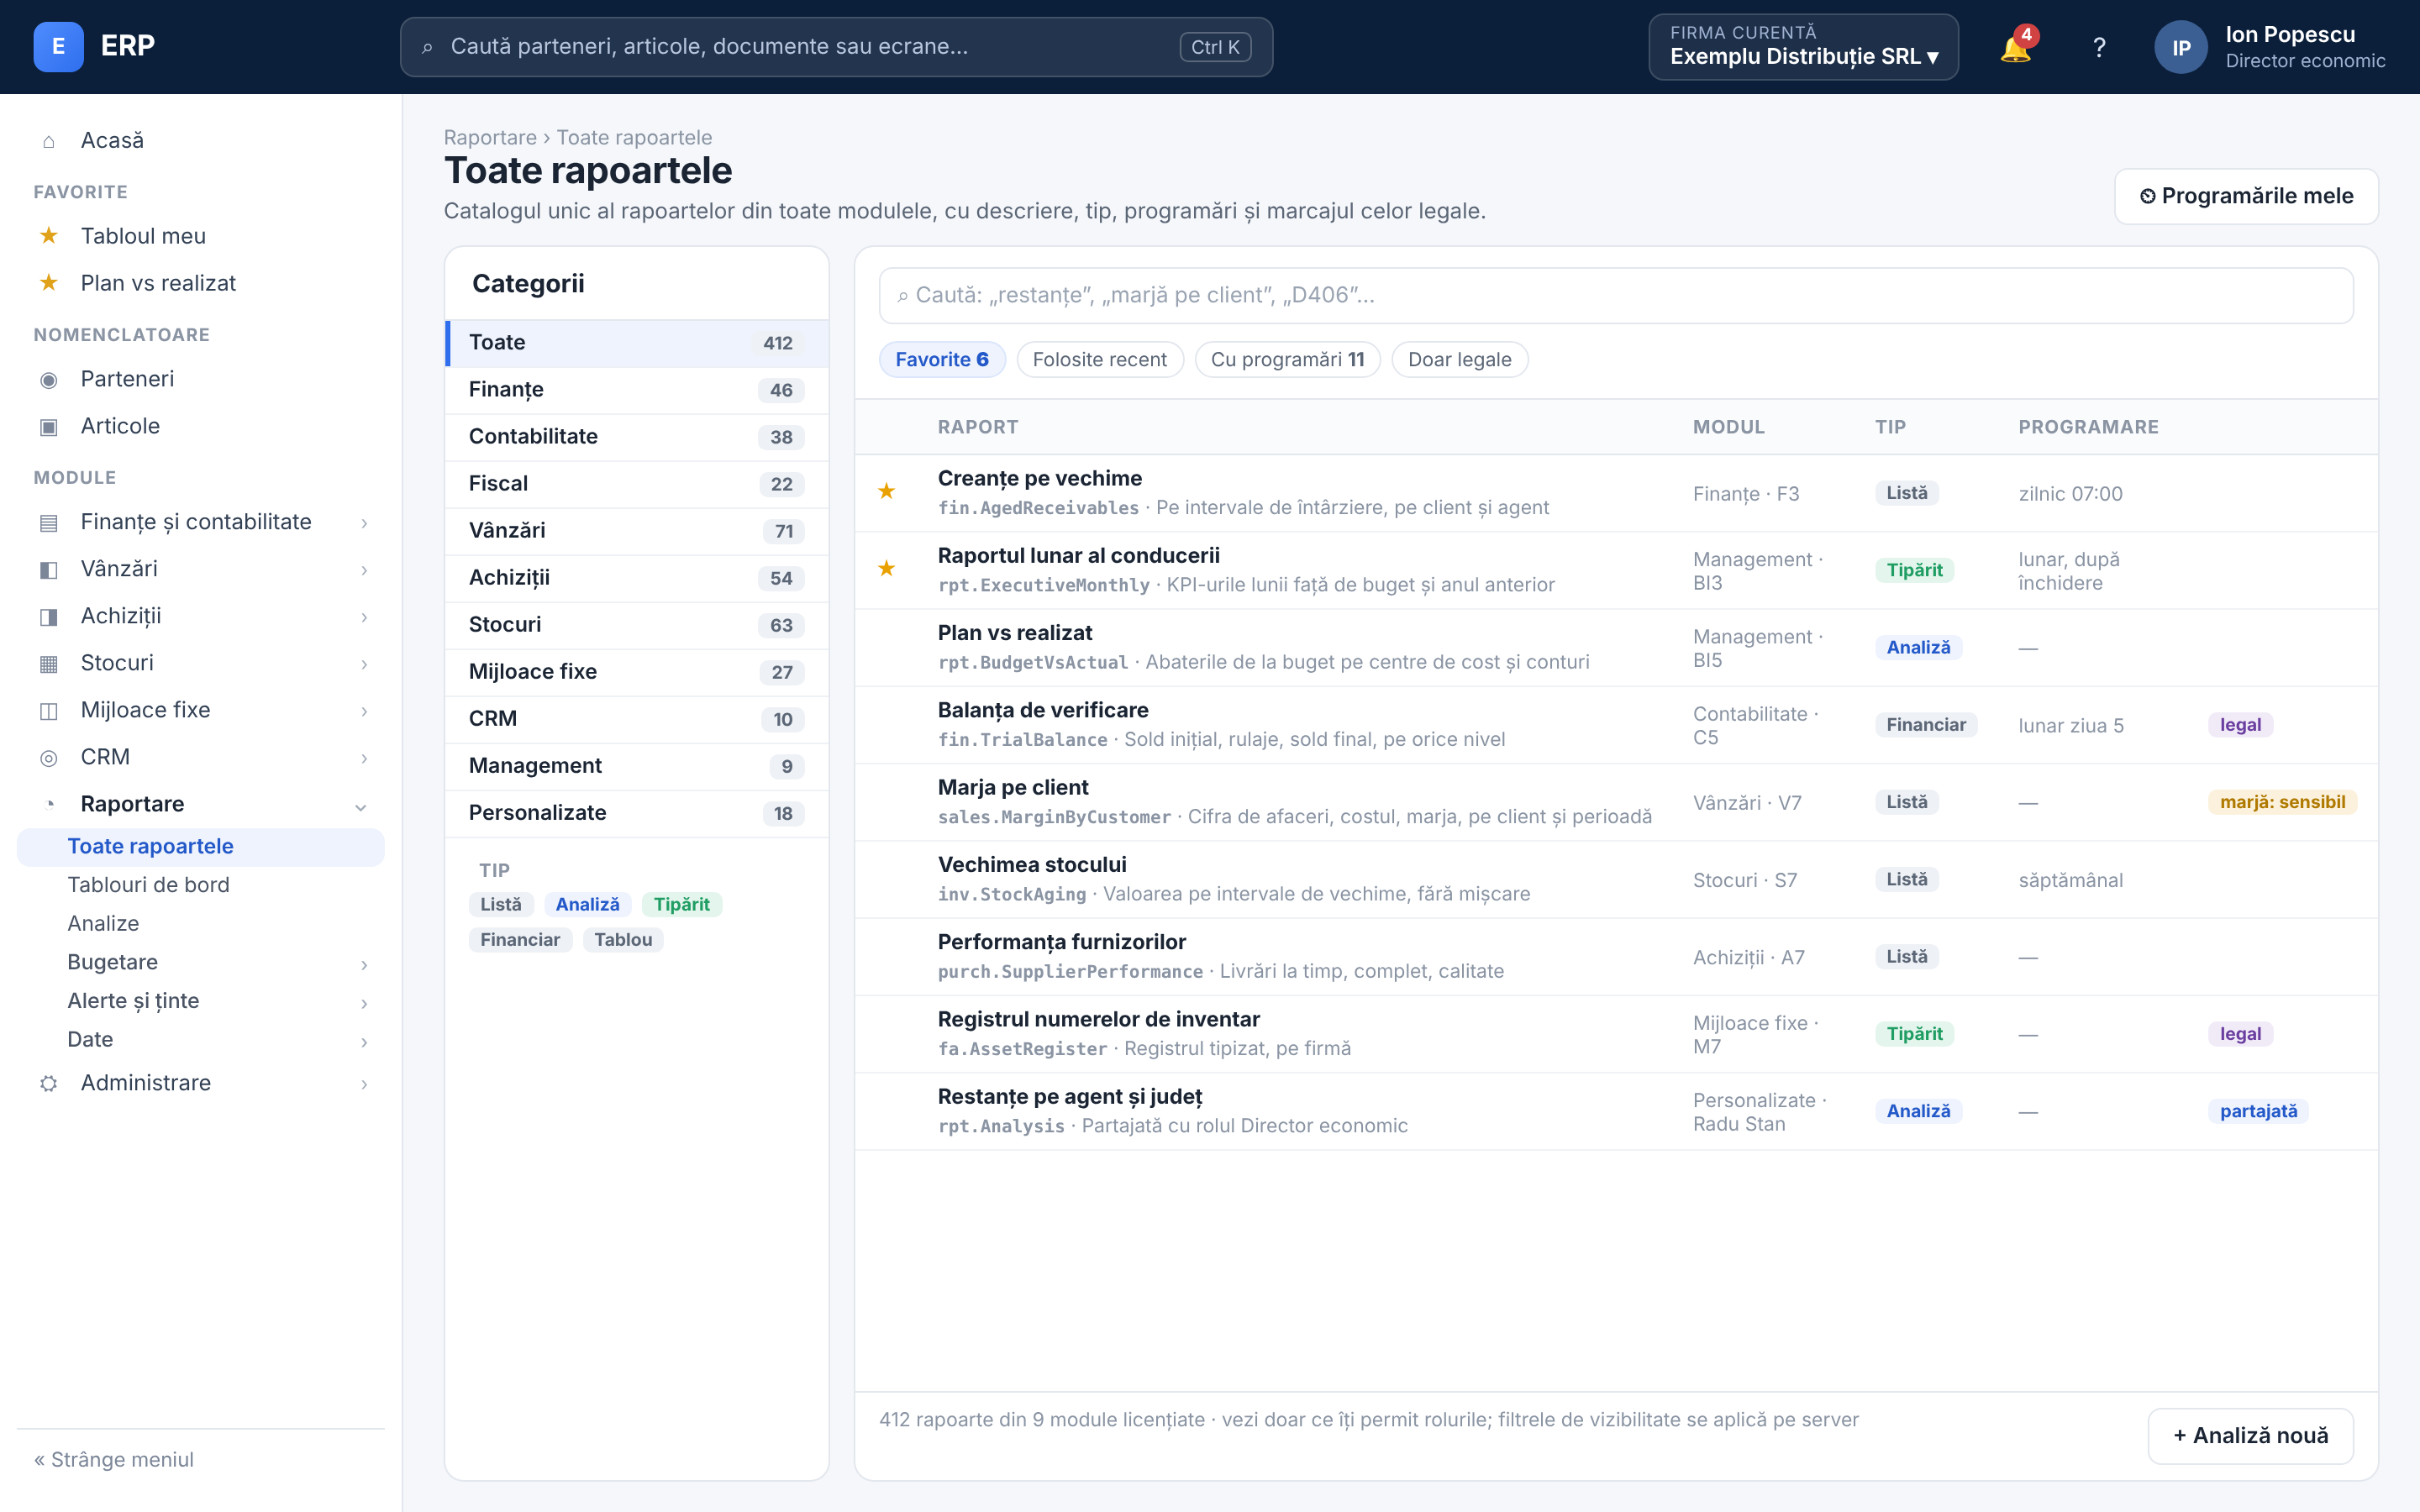 E ERP
Caută parteneri, articole, documente sau ecrane... Ctrl K
FIRMA CURENTĂ
Exemplu Distribuție SRL ▾
4
?
IP
Ion Popescu
Director economic
Acasă
FAVORITE
★ Tabloul meu
★ Plan vs realizat
NOMENCLATOARE
Parteneri
Articole
MODULE
Finanțe și contabilitate ›
Vânzări ›
Achiziții ›
Stocuri ›
Mijloace fixe ›
CRM ›
Raportare
Toate rapoartele
Tablouri de bord
Analize
Bugetare ›
Alerte și ținte ›
Date ›
Administrare ›
« Strânge meniul
Raportare › Toate rapoartele
Toate rapoartele
Catalogul unic al rapoartelor din toate modulele, cu descriere, tip, programări și marcajul celor legale.
Programările mele
Categorii
Toate 412
Finanțe 46
Contabilitate 38
Fiscal 22
Vânzări 71
Achiziții 54
Stocuri 63
Mijloace fixe 27
CRM 10
Management 9
Personalizate 18
TIP
Listă Analiză Tipărit
Financiar Tablou
Caută: „restanțe”, „marjă pe client”, „D406”...
Favorite 6 Folosite recent Cu programări 11 Doar legale
RAPORT MODUL TIP PROGRAMARE
★ Creanțe pe vechime
fin.AgedReceivables · Pe intervale de întârziere, pe client și agent
Finanțe · F3 Listă zilnic 07:00
★ Raportul lunar al conducerii
rpt.ExecutiveMonthly · KPI-urile lunii față de buget și anul anterior
Management ·
BI3
Tipărit
lunar, după
închidere
Plan vs realizat
rpt.BudgetVsActual · Abaterile de la buget pe centre de cost și conturi
Management ·
BI5
Analiză —
Balanța de verificare
fin.TrialBalance · Sold inițial, rulaje, sold final, pe orice nivel
Contabilitate ·
C5
Financiar lunar ziua 5 legal
Marja pe client
sales.MarginByCustomer · Cifra de afaceri, costul, marja, pe client și perioadă
Vânzări · V7 Listă — marjă: sensibil
Vechimea stocului
inv.StockAging · Valoarea pe intervale de vechime, fără mișcare
Stocuri · S7 Listă săptămânal
Performanța furnizorilor
purch.SupplierPerformance · Livrări la timp, complet, calitate
Achiziții · A7 Listă —
Registrul numerelor de inventar
fa.AssetRegister · Registrul tipizat, pe firmă
Mijloace fixe ·
M7
Tipărit — legal
Restanțe pe agent și județ
rpt.Analysis · Partajată cu rolul Director economic
Personalizate ·
Radu Stan
Analiză — partajată
412 rapoarte din 9 module licențiate · vezi doar ce îți permit rolurile; filtrele de vizibilitate se aplică pe server
+ Analiză nouă